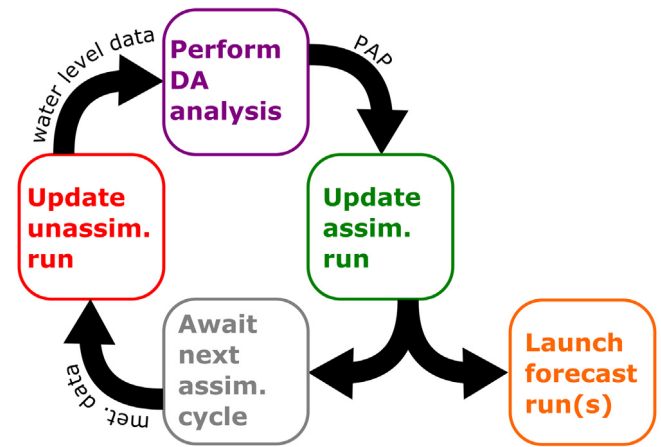 water level data
Perform
DA
analysis
PAP
Update
unassim.
run
Update
assim.
run
Await
next
assim.
cycle
met. data
Launch
forecast
run(s)